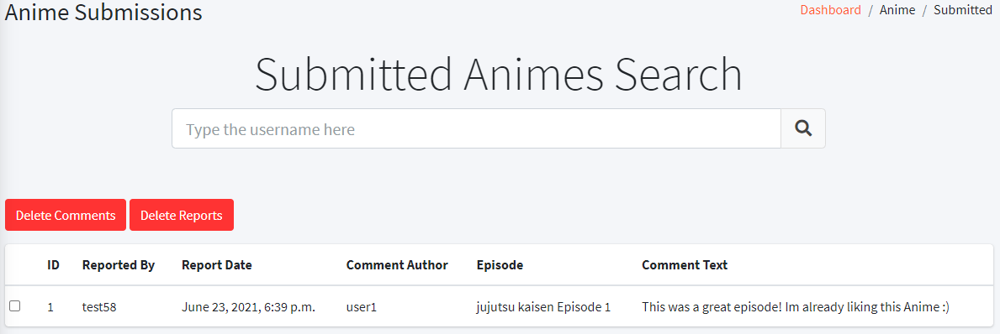 Anime Submissions
Dashboard / Anime / Submitted
Submitted Animes Search
Type the username here
Delete Comments Delete Reports
ID Reported By Report Date Comment Author Episode Comment Text
1 test58 June 23, 2021, 6:39 p.m. user1 jujutsu kaisen Episode 1 This was a great episode! Im already liking this Anime :)